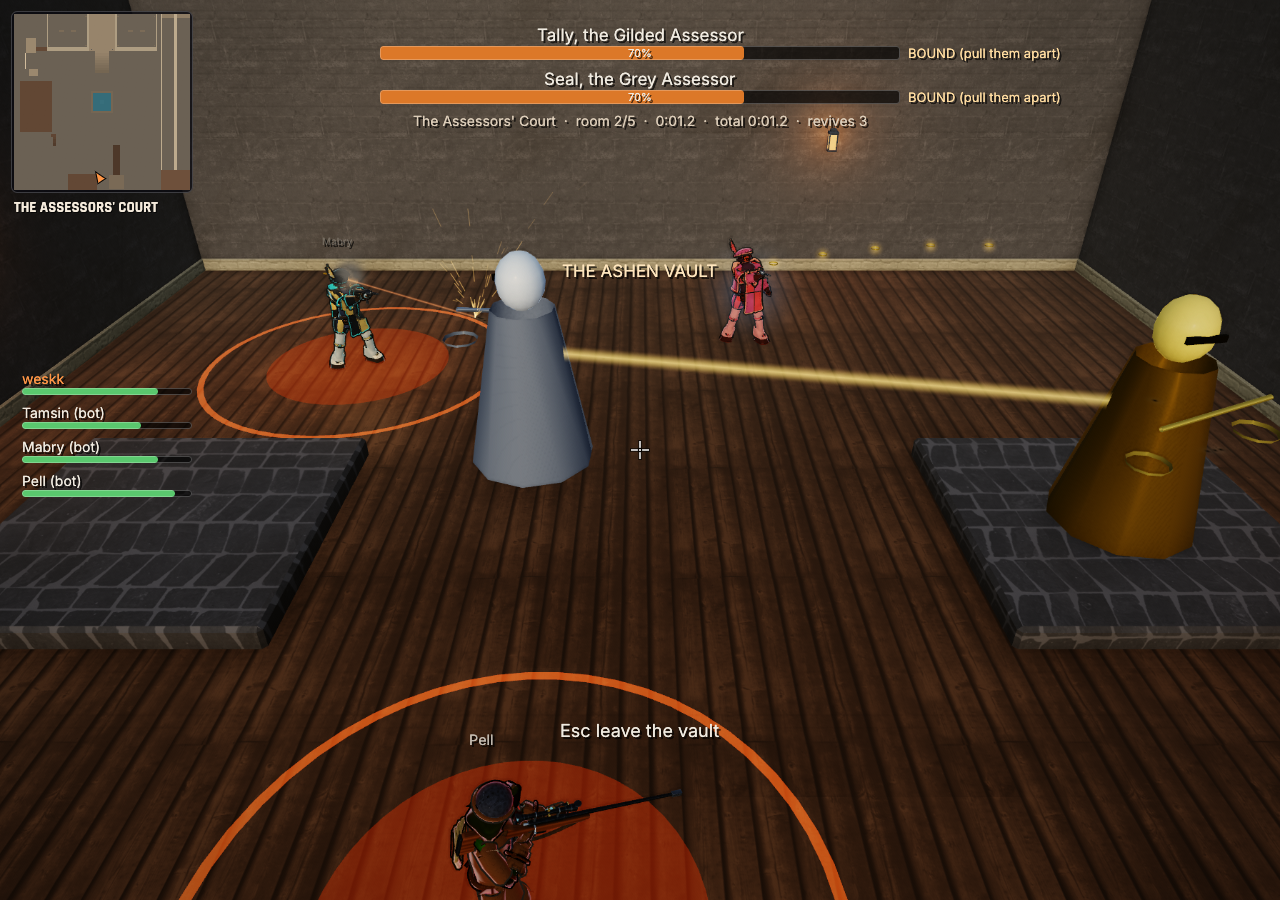 Tally, the Gilded Assessor
70%
BOUND (pull them apart)
Seal, the Grey Assessor
70%
BOUND (pull them apart)
The Assessors' Court · room 2/5 · 0:01.2 · total 0:01.2 · revives 3
THE ASSESSORS' COURT
Mabry
THE ASHEN VAULT
weskk
Tamsin (bot)
Mabry (bot)
Pell (bot)
Esc leave the vault
Pell